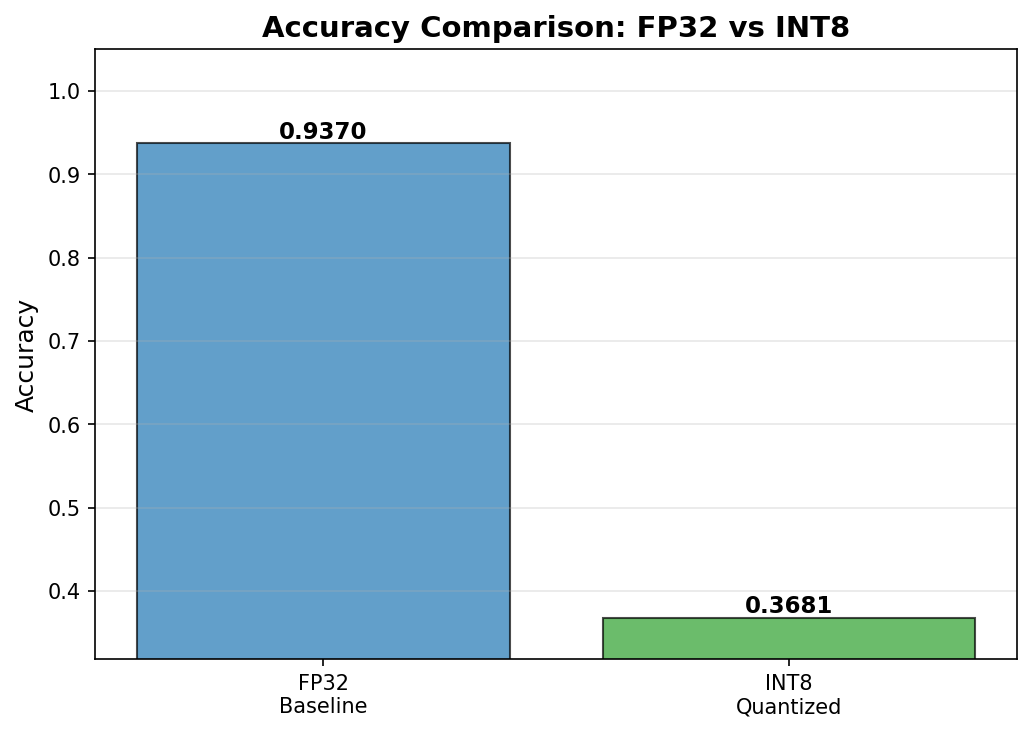 Accuracy Comparison: FP32 vs INT8
Accuracy
1.0
0.9
0.8
0.7
0.6
0.5
0.4
0.9370
0.3681
FP32
Baseline
INT8
Quantized